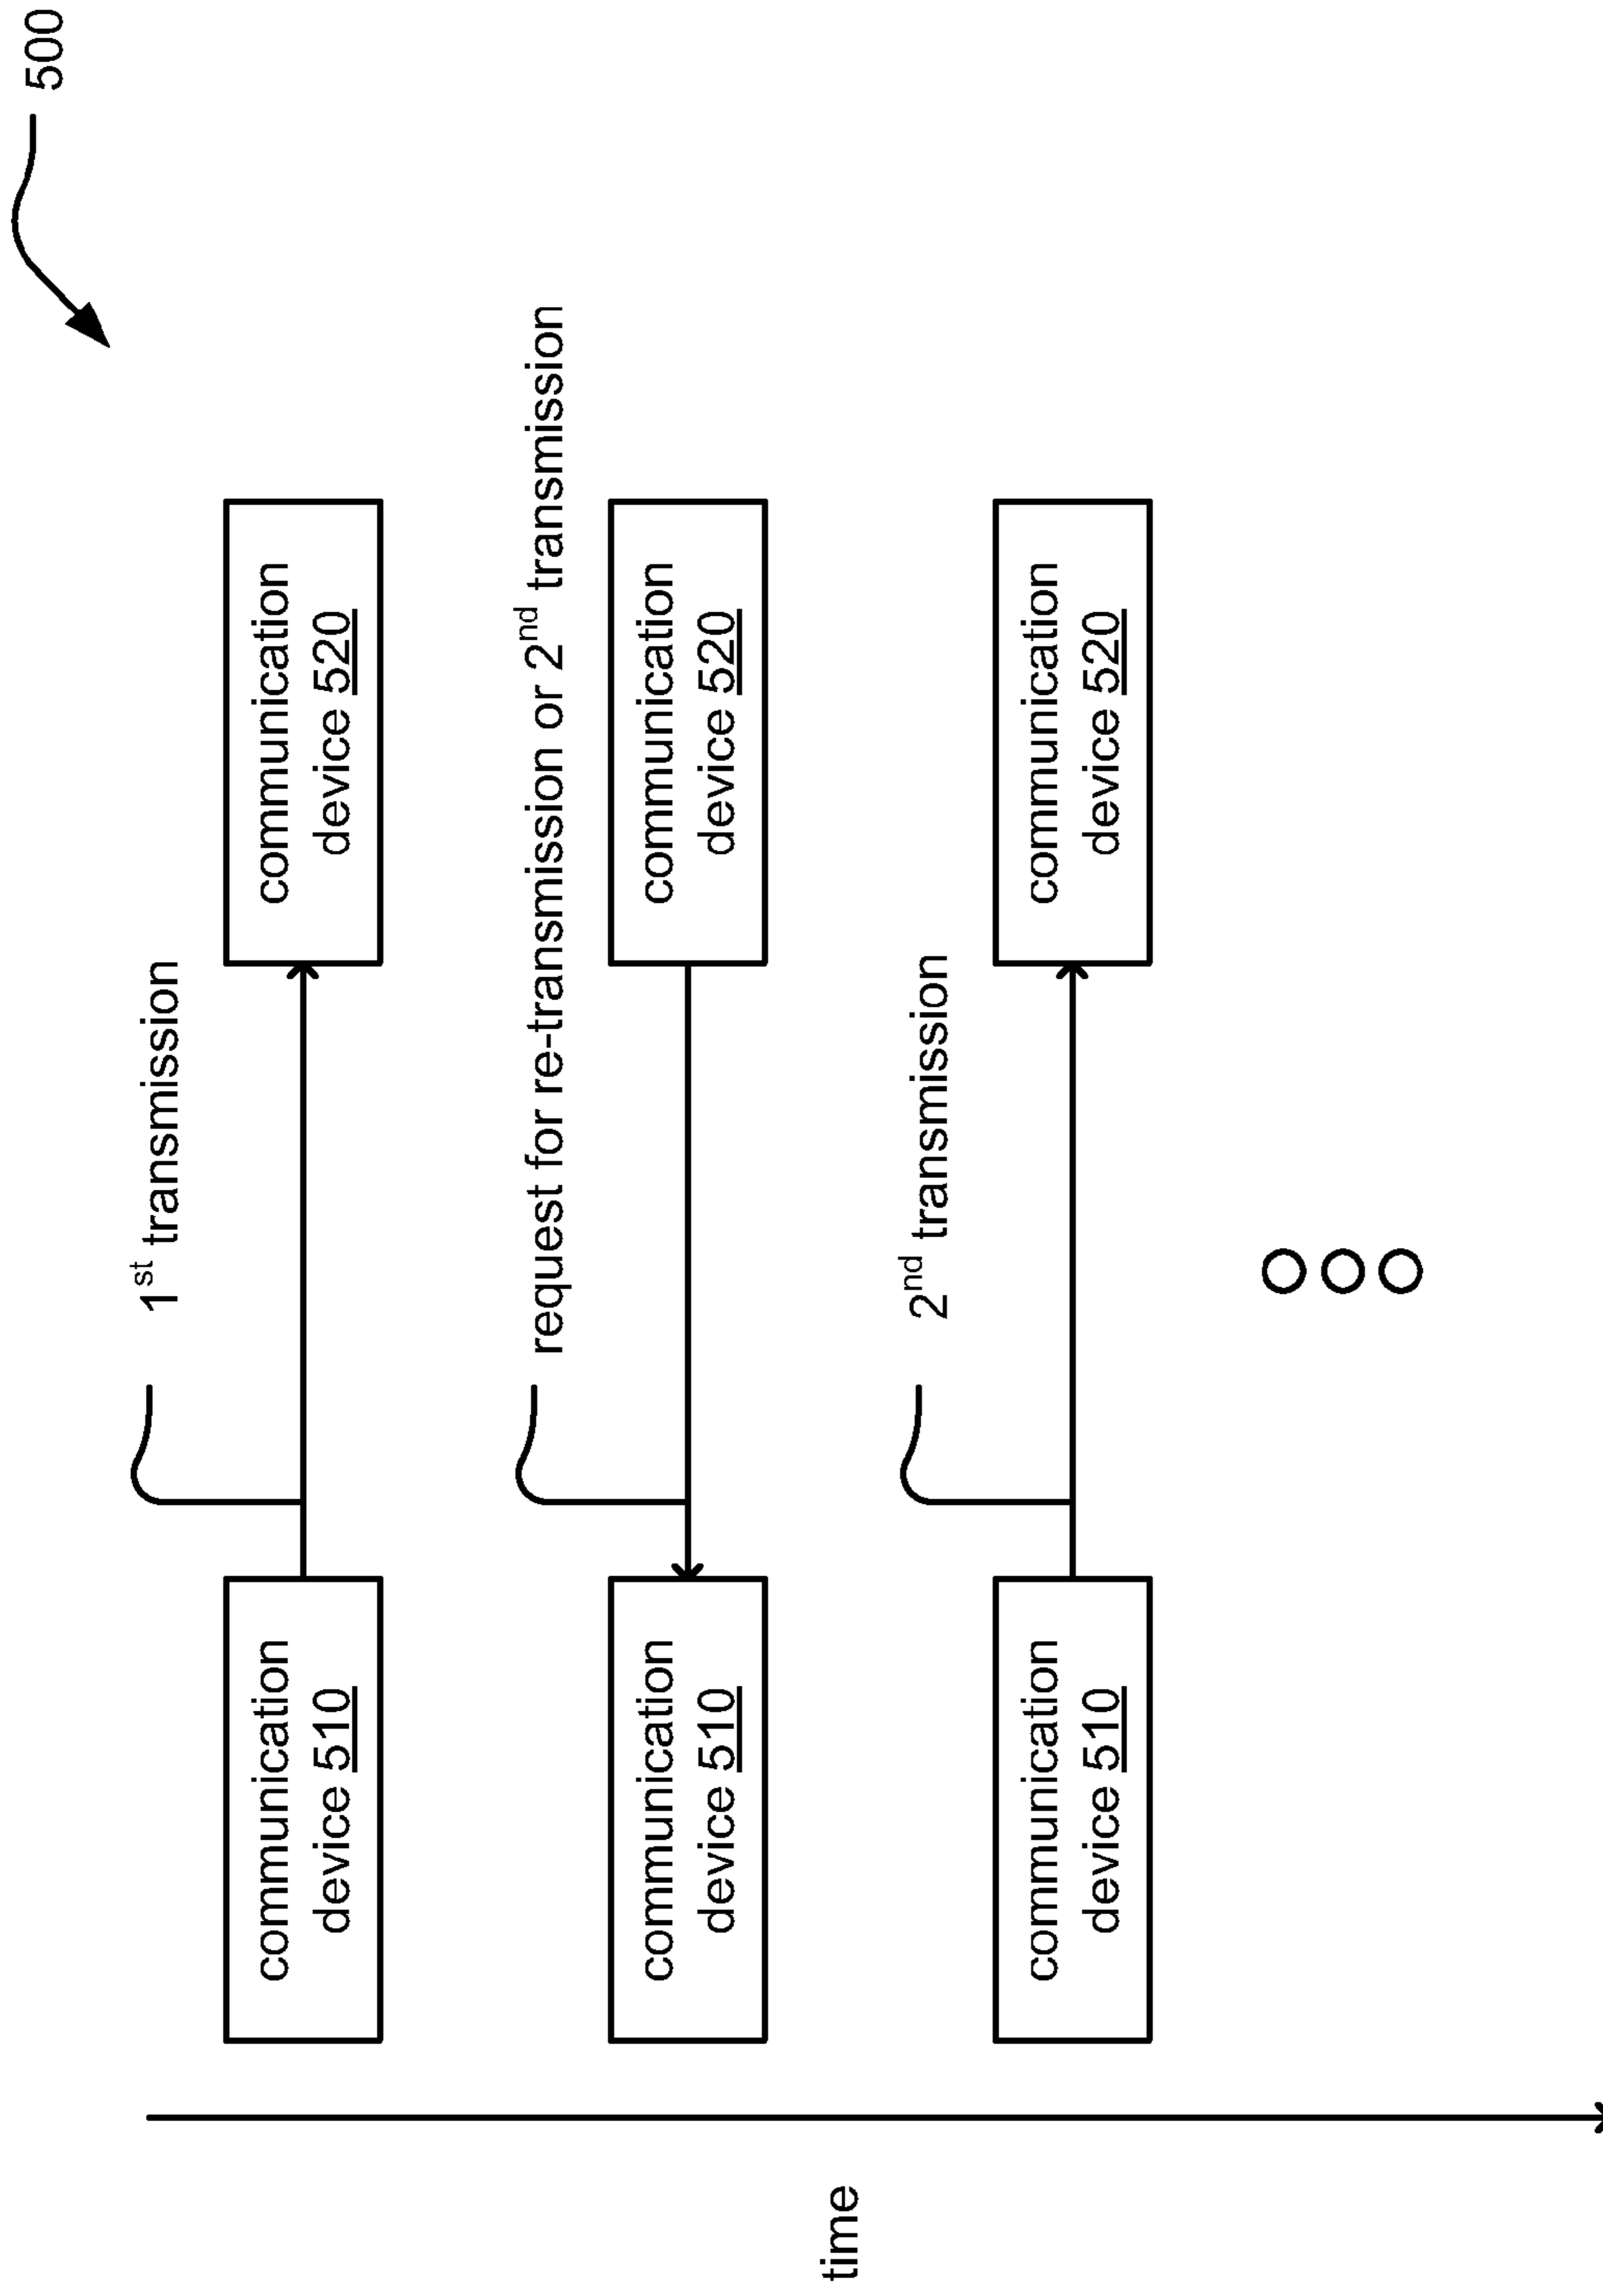 500
1st transmission
communication
device 510
communication
device 520
request for re-transmission or 2nd transmission
communication
device 510
communication
device 520
2nd transmission
communication
device 510
communication
device 520
time